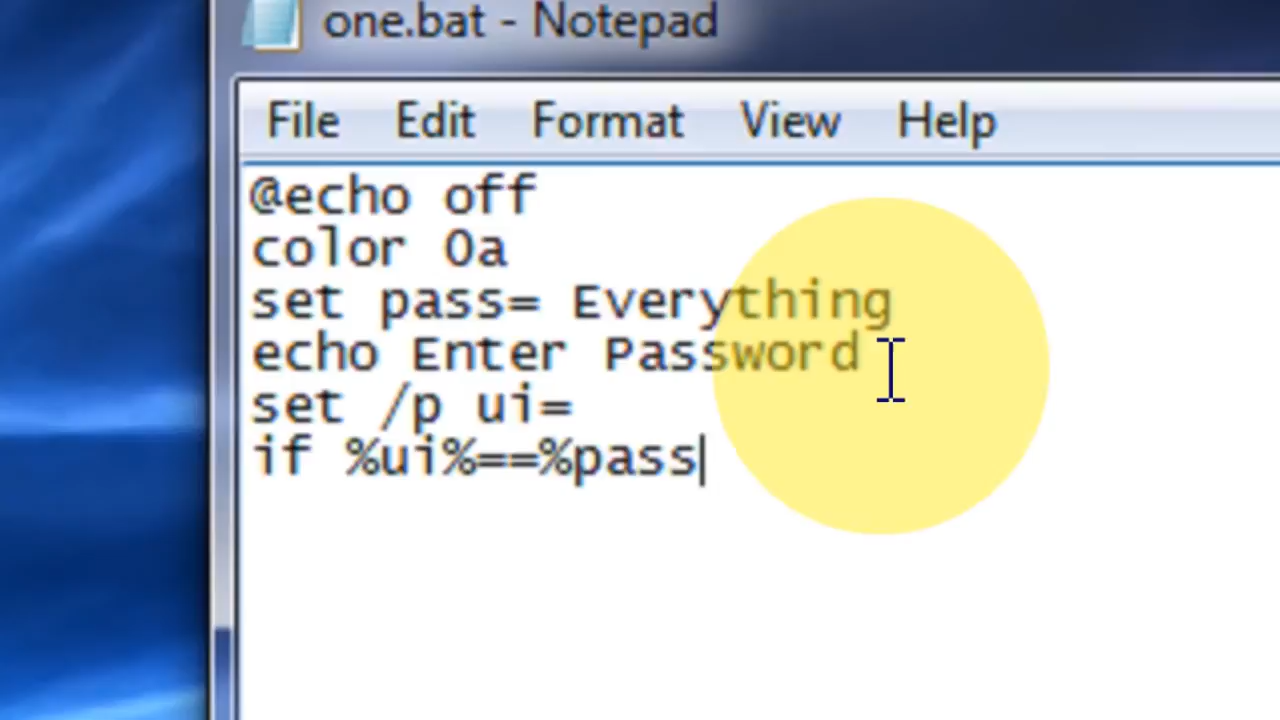 one.bat - Notepad
File Edit Format View Help
@echo off
color 0a
set pass= Everything
echo Enter Password
set /p ui=
if %ui%==%pass